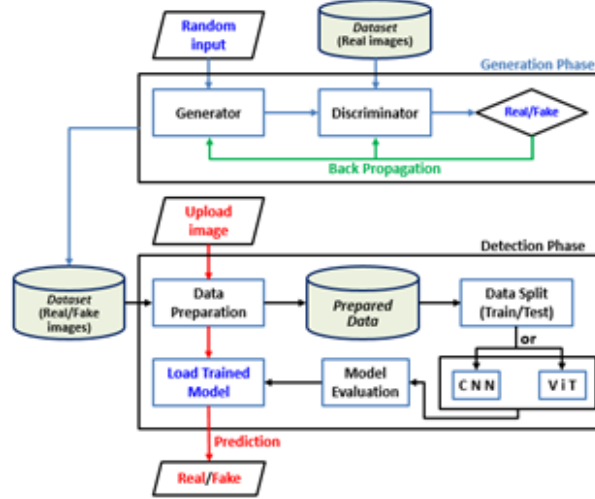 Random
input
Dataset
(Real images)
Generation Phase
Generator
Discriminator
Real/Fake
Back Propagation
Upload
image
Detection Phase
Dataset
(Real/Fake
images)
Data
Preparation
Prepared
Data
Data Split
(Train/Test)
or
Load Trained
Model
Model
Evaluation
C N N
V i T
Prediction
Real/Fake